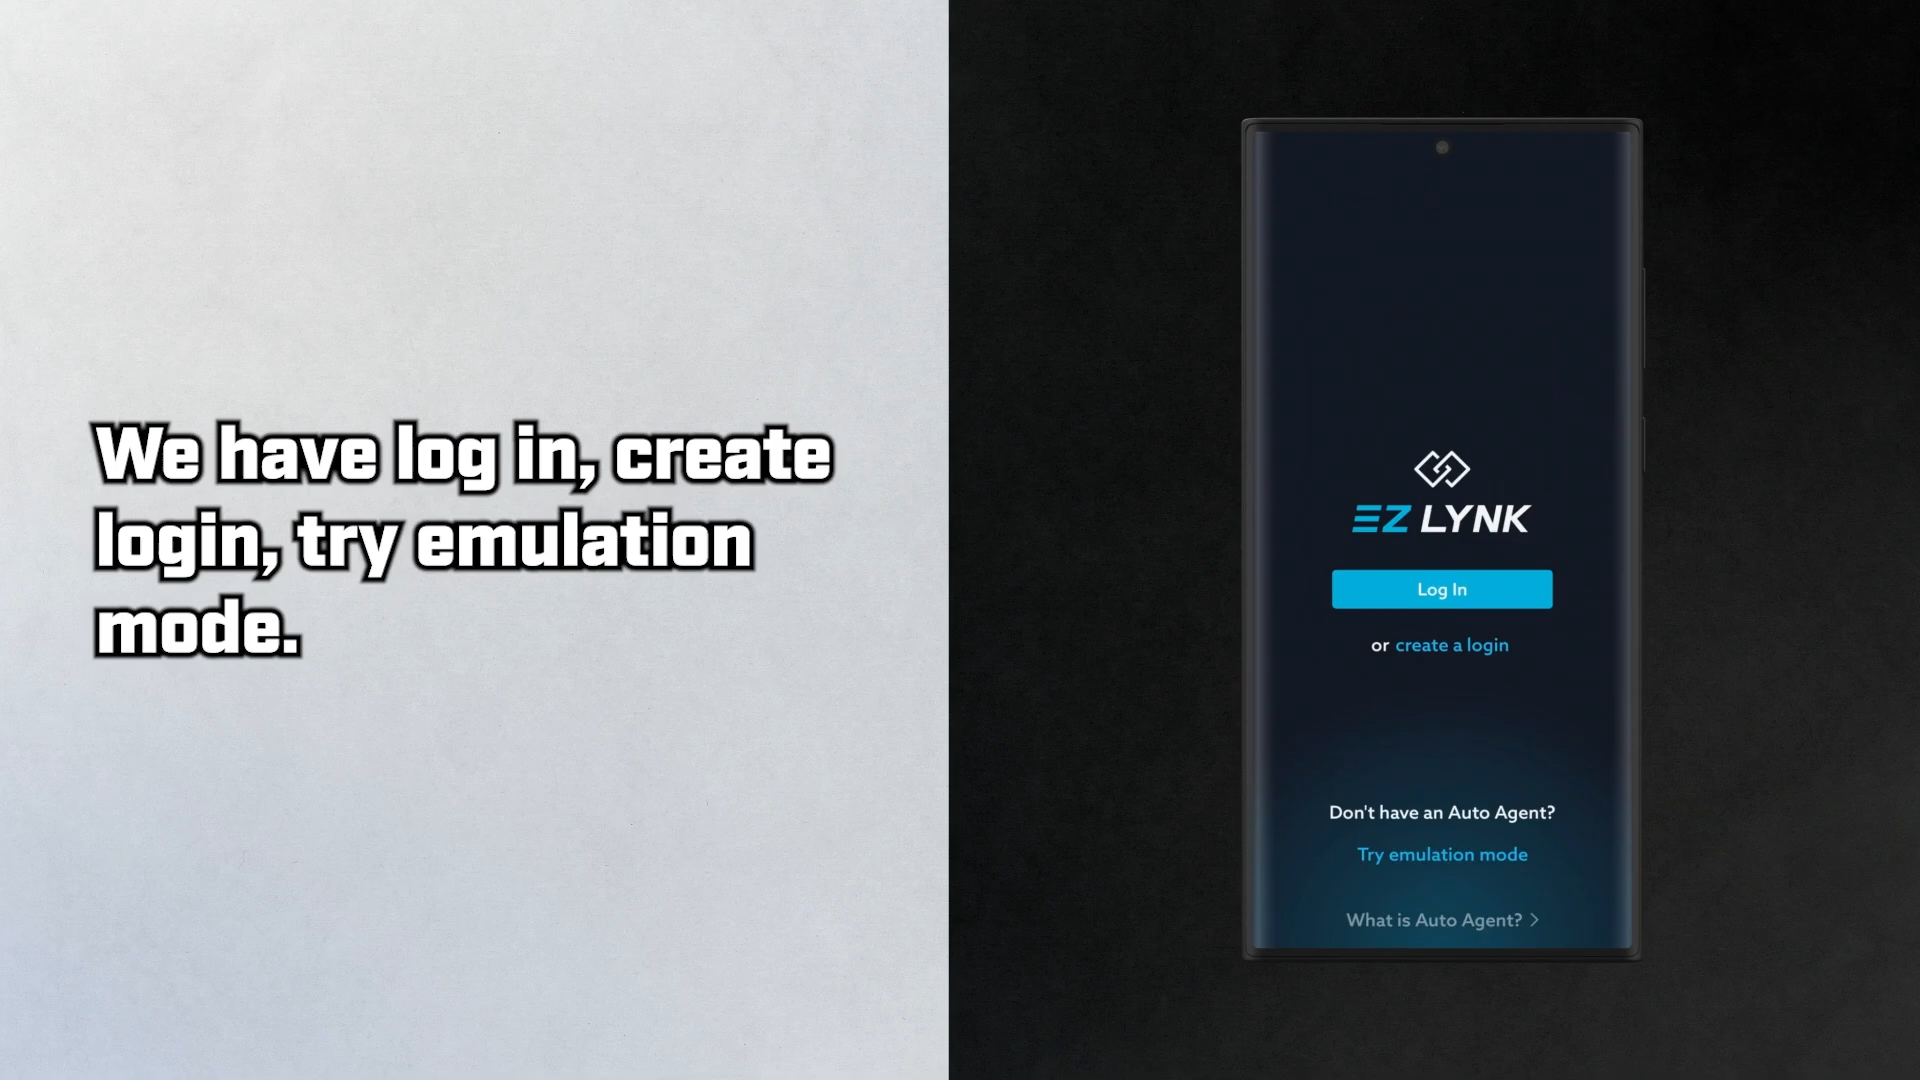 We have log in, create
login, try emulation
mode.
EZ LYNK
Log In
or create a login
Don't have an Auto Agent?
Try emulation mode
What is Auto Agent? >